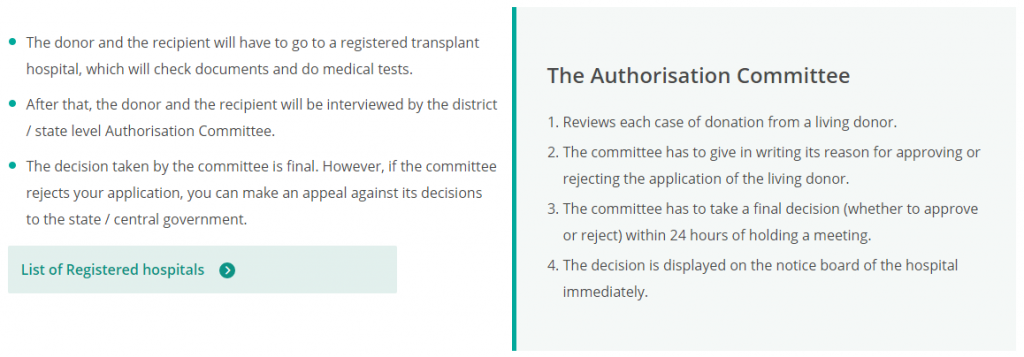 The donor and the recipient will have to go to a registered transplant
hospital, which will check documents and do medical tests.
After that, the donor and the recipient will be interviewed by the district
/ state level Authorisation Committee.
The decision taken by the committee is final. However, if the committee
rejects your application, you can make an appeal against its decisions
to the state / central government.
List of Registered hospitals
The Authorisation Committee
1. Reviews each case of donation from a living donor.
2. The committee has to give in writing its reason for approving or
rejecting the application of the living donor.
3. The committee has to take a final decision (whether to approve
or reject) within 24 hours of holding a meeting.
4. The decision is displayed on the notice board of the hospital
immediately.